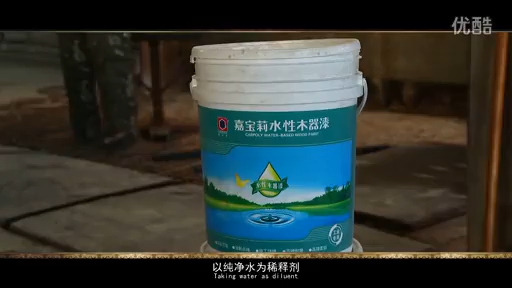 优酷
嘉宝莉水性木器漆
CARPOLY WATER-BASED WOOD PAINT
水性木器漆
以纯净水为稀释剂
Taking water as diluent